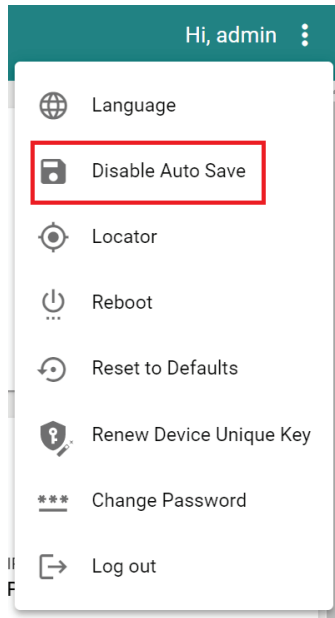 Hi, admin
Language
Disable Auto Save
Locator
Reboot
Reset to Defaults
Renew Device Unique Key
Change Password
Log out